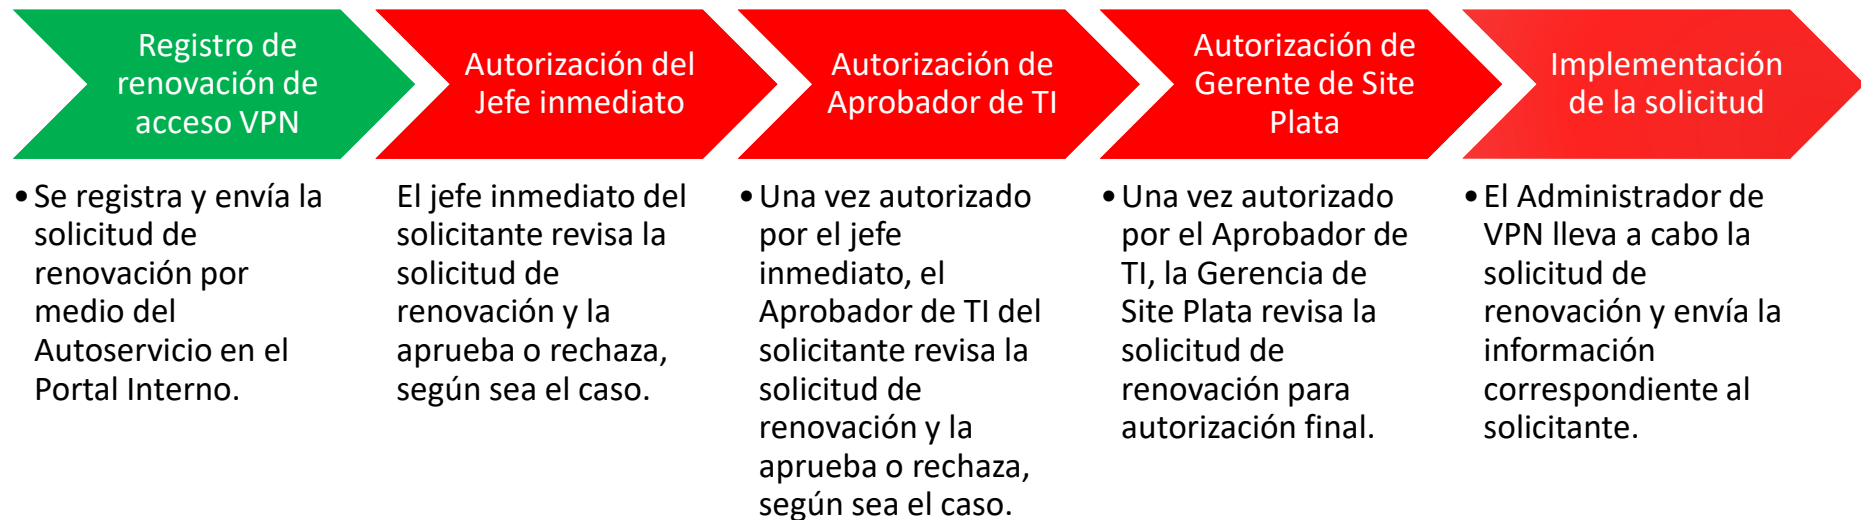 Registro de
renovación de
acceso VPN
Autorización del
Jefe inmediato
Autorización de
Aprobador de TI
Autorización de
Gerente de Site
Plata
Implementación
de la solicitud
• Se registra y envía la
solicitud de
renovación por
medio del
Autoservicio en el
Portal Interno.
El jefe inmediato del
solicitante revisa la
solicitud de
renovación y la
aprueba o rechaza,
según sea el caso.
• Una vez autorizado
por el jefe
inmediato, el
Aprobador de TI del
solicitante revisa la
solicitud de
renovación y la
aprueba o rechaza,
según sea el caso.
• Una vez autorizado
por el Aprobador de
TI, la Gerencia de
Site Plata revisa la
solicitud de
renovación para
autorización final.
• El Administrador de
VPN lleva a cabo la
solicitud de
renovación y envía la
información
correspondiente al
solicitante.